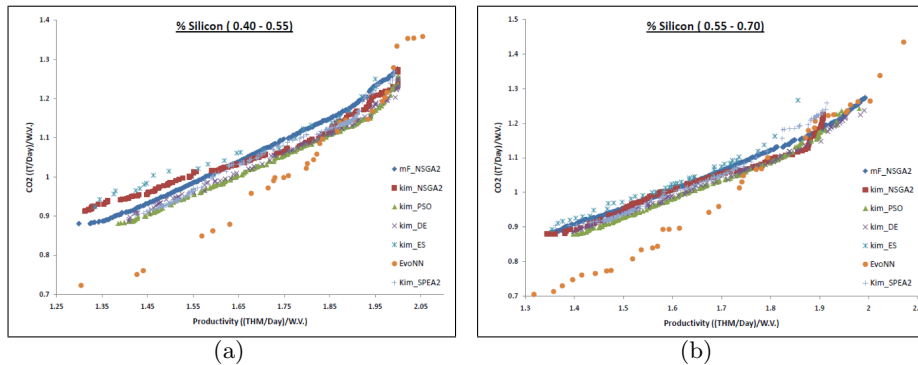 % Silicon ( 0.40 - 0.55)
CO2 ((T/Day)/W.V.)
1.4
1.3
1.2
1.1
1
0.9
0.8
0.7
1.25
1.35
1.45
1.55
1.65
1.75
1.85
1.95
2.05
Productivity ((THM/Day)/W.V.)
mF_NSGA2
kim_NSGA2
kim_PSO
kim_DE
kim_ES
EvoNN
Kim_SPEA2
(a)
% Silicon (0.55 - 0.70)
CO2 ((T/Day)/W.V.)
1.5
1.4
1.3
1.2
1.1
1
0.9
0.8
0.7
1.3
1.4
1.5
1.6
1.7
1.8
1.9
2
Productivity ((THM/Day)/W.V.)
mF_NSGA2
kim_NSGA2
kim_PSO
kim_DE
kim_ES
EvoNN
Kim_SPEA2
(b)